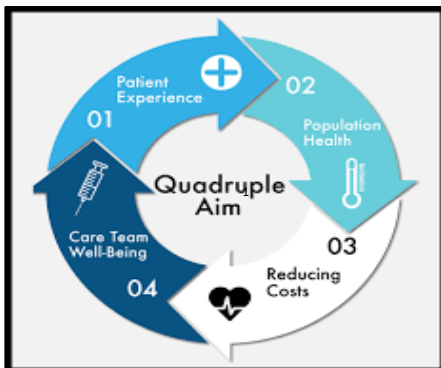 Patient
Experience
01
02
Population
Health
Quadruple
Aim
03
Reducing
Costs
Care Team
Well-Being
04